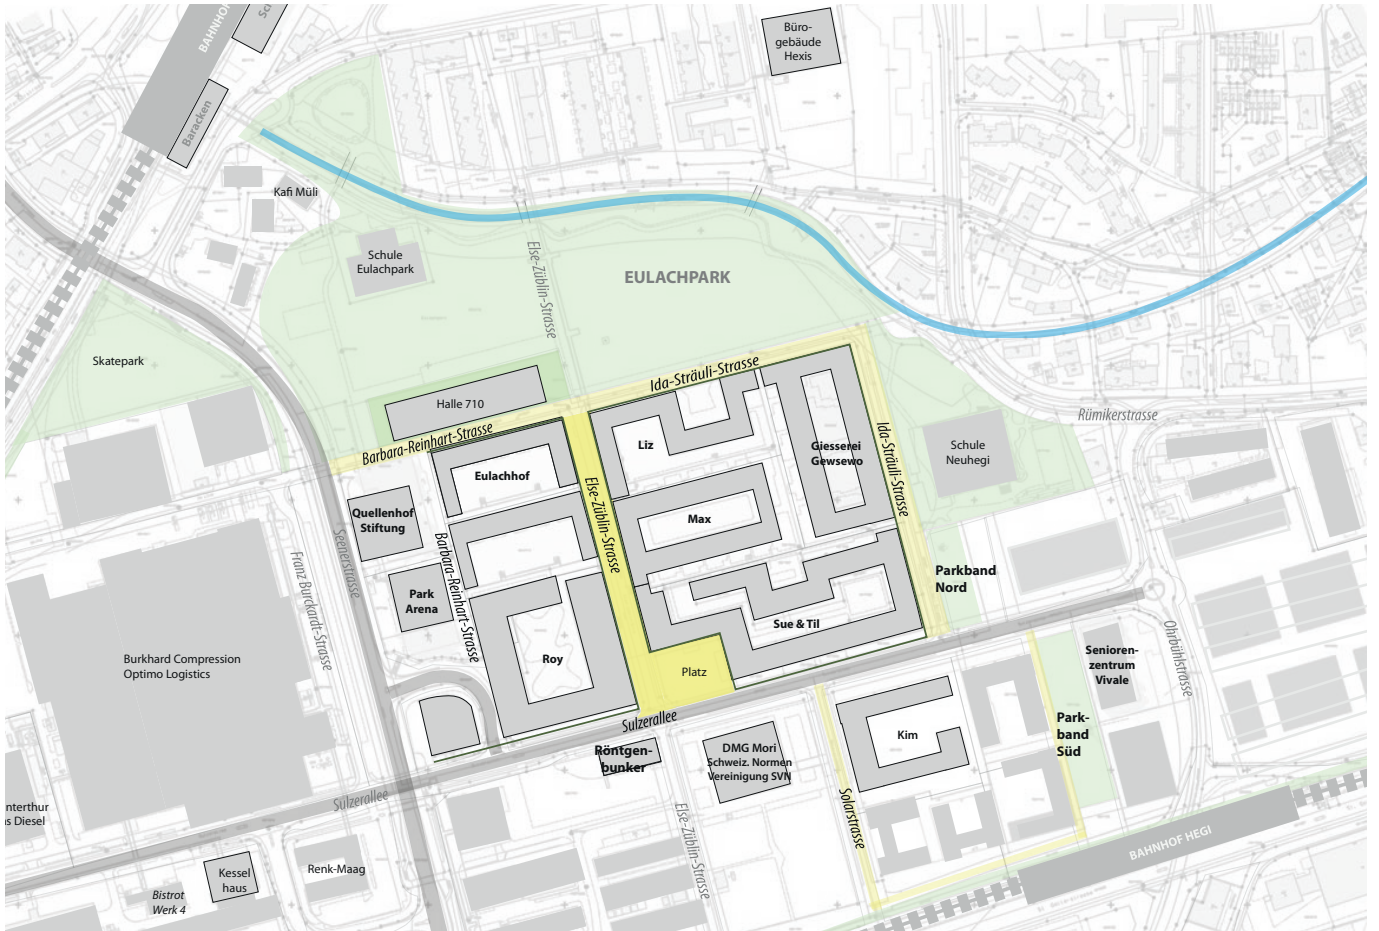 BAHNHOF
Baracken
Büro-
gebäude
Hexis
Kafi Müli
Schule
Eulachpark
Else-Züblin-Strasse
EULACHPARK
Skatepark
Halle 710
Ida-Sträuli-Strasse
Barbara-Reinhart-Strasse
Rümikerstrasse
Liz
Giesserei
Gewsewo
Ida-Sträuli-Strasse
Schule
Neuhegi
Eulachhof
Quellenhof
Stiftung
Max
Else-Züblin-Strasse
Seenerstrasse
Franz Burckardt-Strasse
Barbara-Reinhart-Strasse
Park
Arena
Parkband
Nord
Sue & Til
Ohrbühlstrasse
Senioren-
zentrum
Vivale
Burkhard Compression
Optimo Logistics
Roy
Platz
Sulzerallee
Park-
band
Süd
Kim
Röntgen-
bunker
DMG Mori
Schweiz. Normen
Vereinigung SVN
Sulzerallee
Solarstrasse
Else-Züblin-Strasse
nterthur
s Diesel
BAHNHOF HEGI
Kessel
haus
Renk-Maag
Bistrot
Werk 4